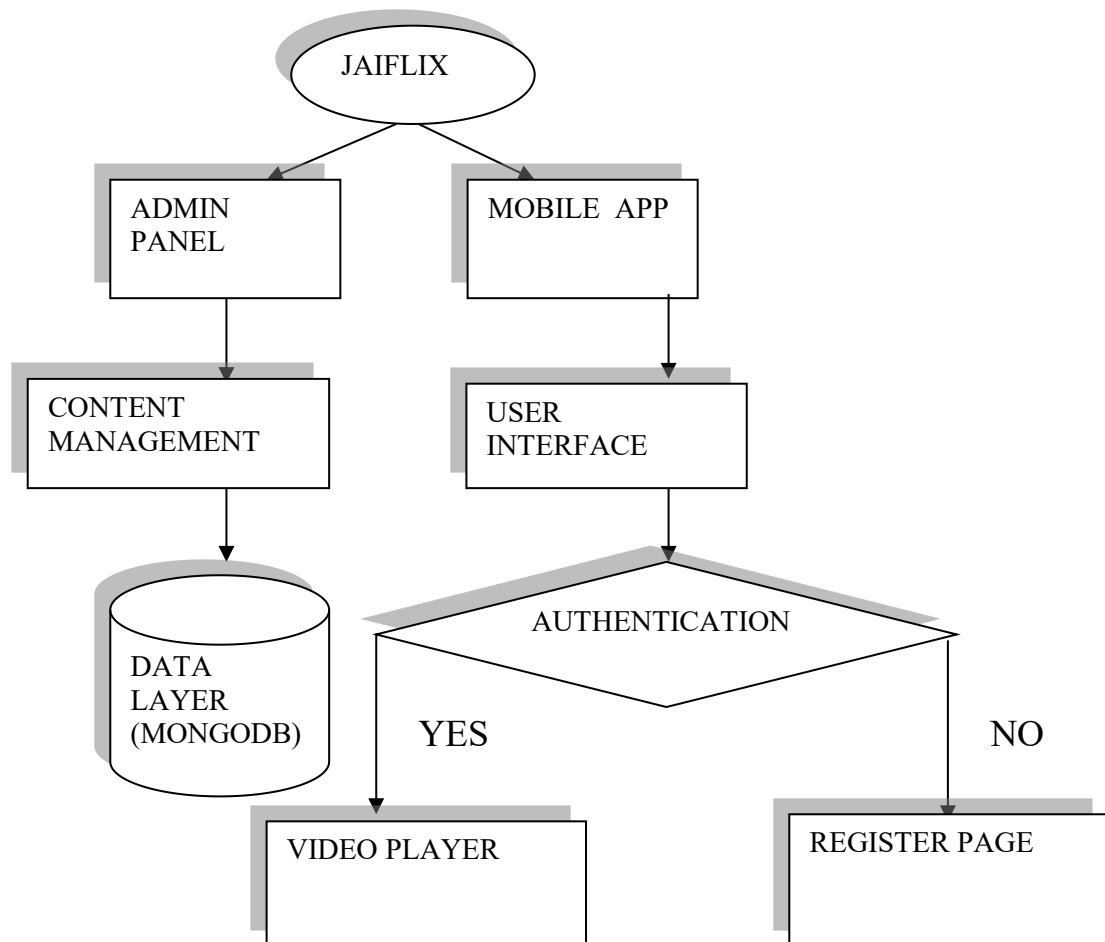 JAIFLIX
ADMIN
PANEL
MOBILE APP
CONTENT
MANAGEMENT
USER
INTERFACE
AUTHENTICATION
DATA
LAYER
(MONGODB)
YES
NO
VIDEO PLAYER
REGISTER PAGE